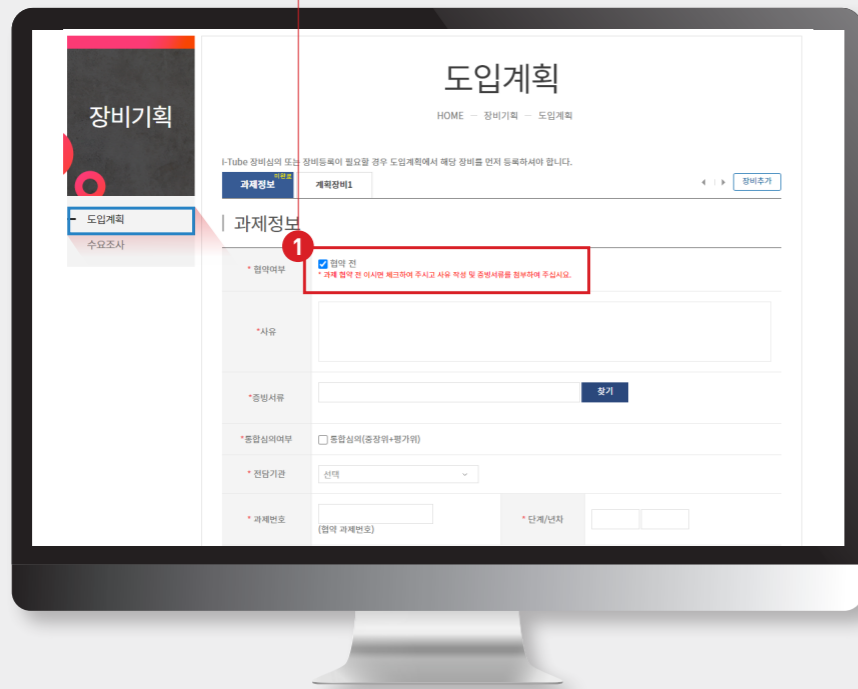 장비기획
도입계획
수요조사
도입계획
HOME － 장비기획 － 도입계획
I-Tube 장비심의 또는 장비등록이 필요할 경우 도입계획에서 해당 장비를 먼저 등록하셔야 합니다.
과제정보 미완료 계획장비1 장비추가
과제정보
1
* 협약여부 협약 전
* 과제 협약 전 이시면 체크하여 주시고 사유 작성 및 증빙서류를 첨부하여 주십시요.
*사유
*증빙서류 찾기
*통합심의여부 통합심의(중장위+평가위)
* 전담기관 선택
* 과제번호 * 단계/년차
(협약 과제번호)